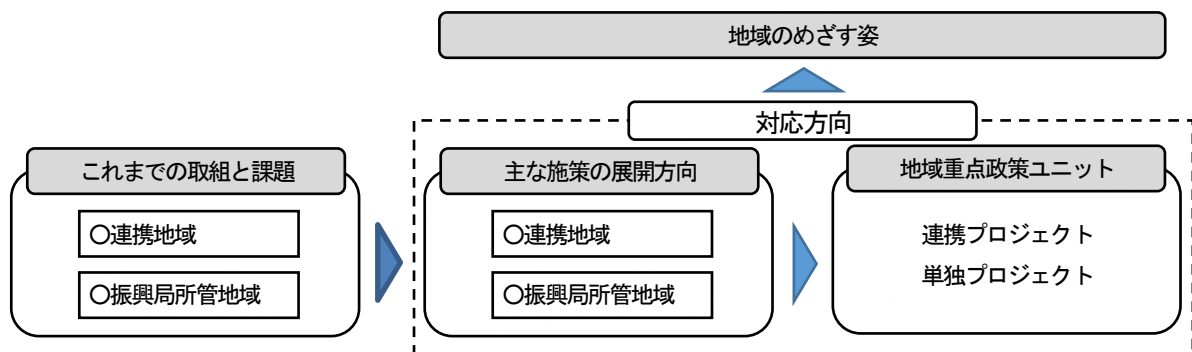 地域のめざす姿
対応方向
これまでの取組と課題
〇連携地域
〇振興局所管地域
主な施策の展開方向
〇連携地域
〇振興局所管地域
地域重点政策ユニット
連携プロジェクト
単独プロジェクト